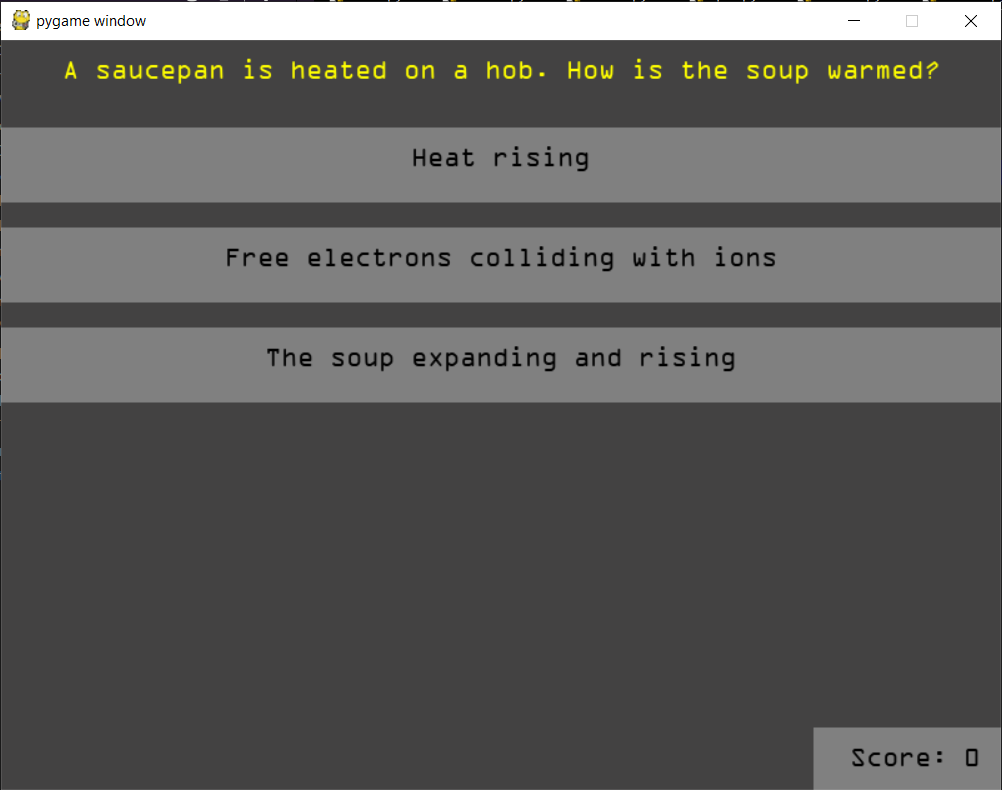 pygame window
A saucepan is heated on a hob. How is the soup warmed?
Heat rising
Free electrons colliding with ions
The soup expanding and rising
Score: 0